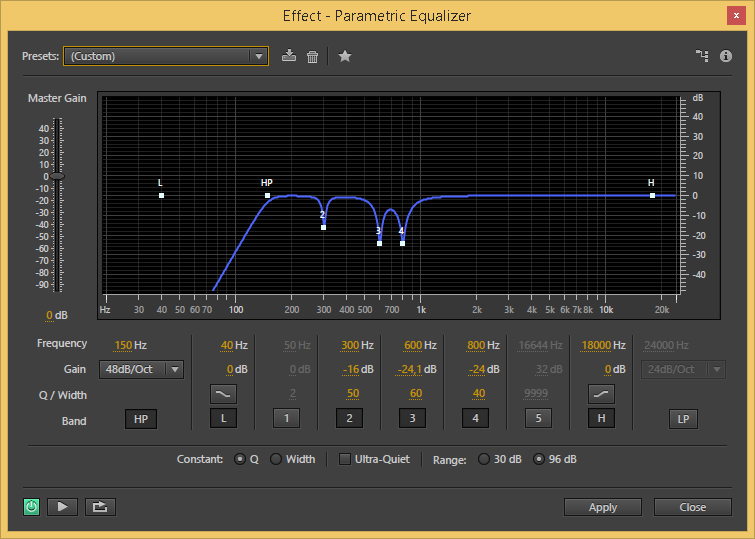 Effect - Parametric Equalizer
x
Presets: (Custom)
Master Gain
dB
40 30 20 10 0 -10 -20 -30 -40 -50 -60 -70 -80 -90
L HP 2 3 4 H
40 30 20 10 0 -10 -20 -30 -40
Hz 30 40 50 60 70 100 200 300 400 500 700 1k 2k 3k 4k 5k 6k 7k 8k 10k 20k
0 dB
Frequency 150 Hz 40 Hz 50 Hz 300 Hz 600 Hz 800 Hz 16644 Hz 18000 Hz 24000 Hz
Gain 48dB/Oct 0 dB 0 dB -16 dB -24,1 dB -24 dB 32 dB 0 dB 24dB/Oct
Q / Width 2 50 60 40 9999
Band HP L 1 2 3 4 5 H LP
Constant: Q Width Ultra-Quiet Range: 30 dB 96 dB
Apply Close